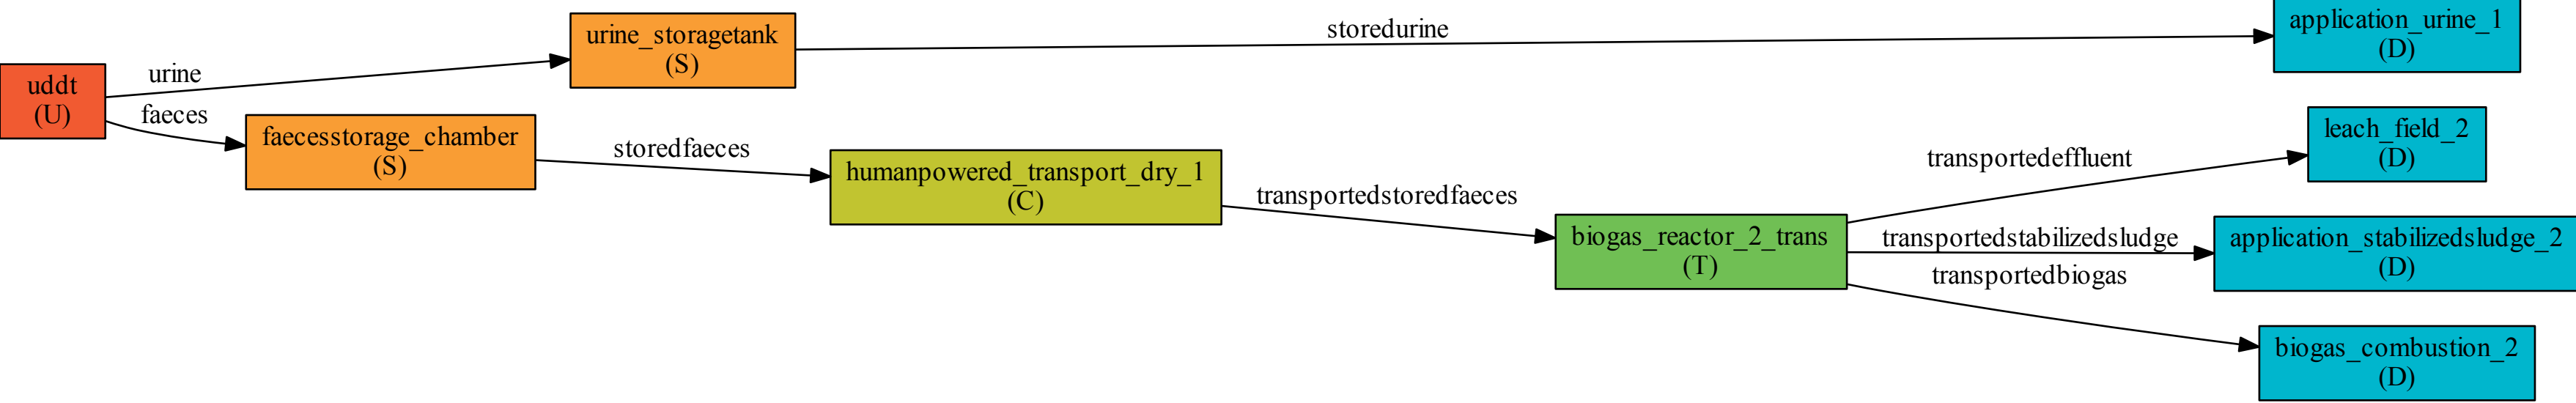 uddt
(U)
urine
faeces
urine_storagetank
(S)
faecesstorage_chamber
(S)
storedurine
storedfaeces
humanpowered_transport_dry_1
(C)
transportedstoredfaeces
biogas_reactor_2_trans
(T)
transportedeffluent
transportedstabilizedsludge
transportedbiogas
application_urine_1
(D)
leach_field_2
(D)
application_stabilizedsludge_2
(D)
biogas_combustion_2
(D)